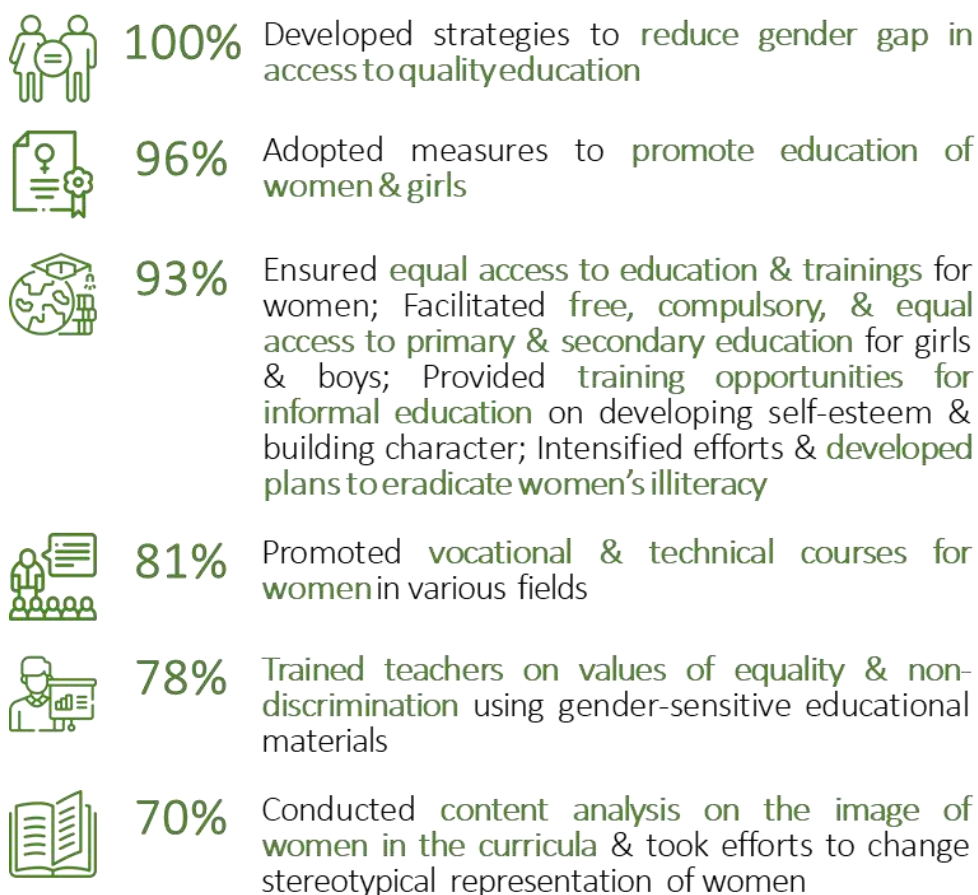 100% Developed strategies to reduce gender gap in
access to quality education
96% Adopted measures to promote education of
women & girls
93% Ensured equal access to education & trainings for
women; Facilitated free, compulsory, & equal
access to primary & secondary education for girls
& boys; Provided training opportunities for
informal education on developing self-esteem &
building character; Intensified efforts & developed
plans to eradicate women’s illiteracy
81% Promoted vocational & technical courses for
women in various fields
78% Trained teachers on values of equality & non-
discrimination using gender-sensitive educational
materials
70% Conducted content analysis on the image of
women in the curricula & took efforts to change
stereotypical representation of women